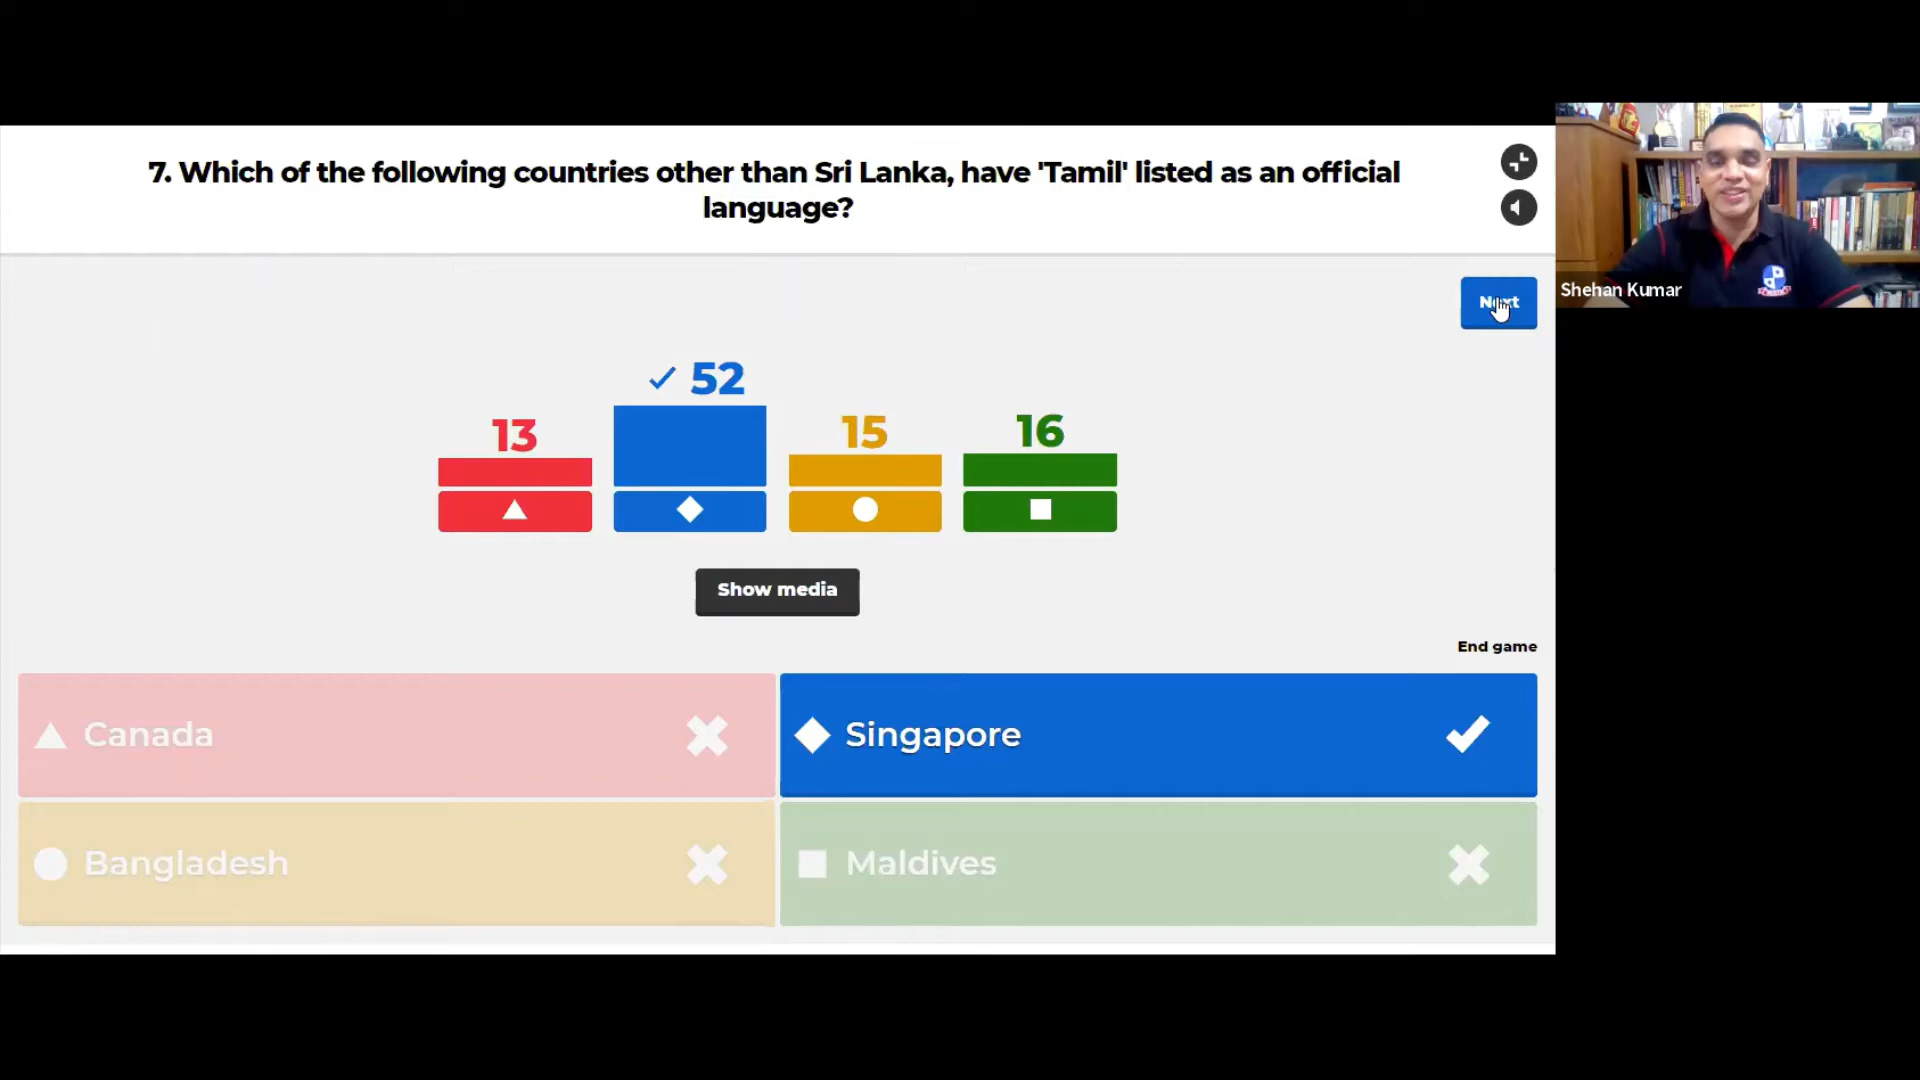 7. Which of the following countries other than Sri Lanka, have 'Tamil' listed as an official
language?
Next
Shehan Kumar
52
13
15
16
Show media
End game
Canada
Singapore
Bangladesh
Maldives